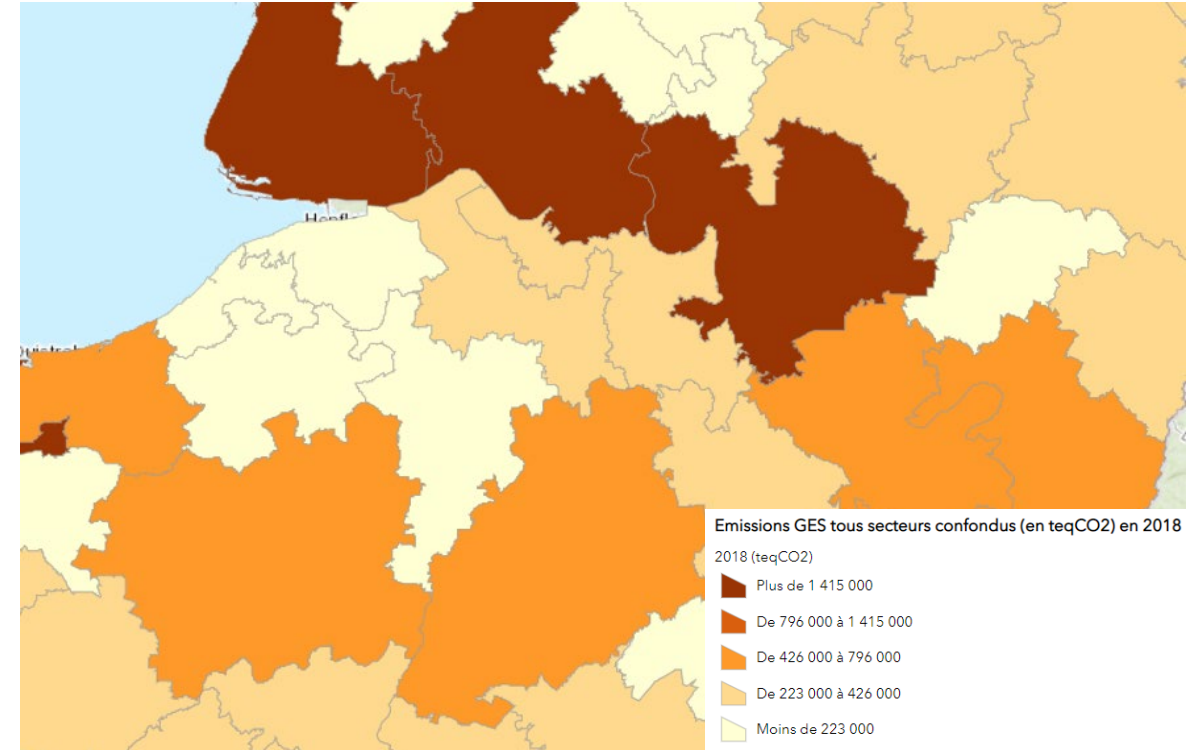 Emissions GES tous secteurs confondus (en teqCO2) en 2018
2018 (teqCO2)
Plus de 1 415 000
De 796 000 à 1 415 000
De 426 000 à 796 000
De 223 000 à 426 000
Moins de 223 000